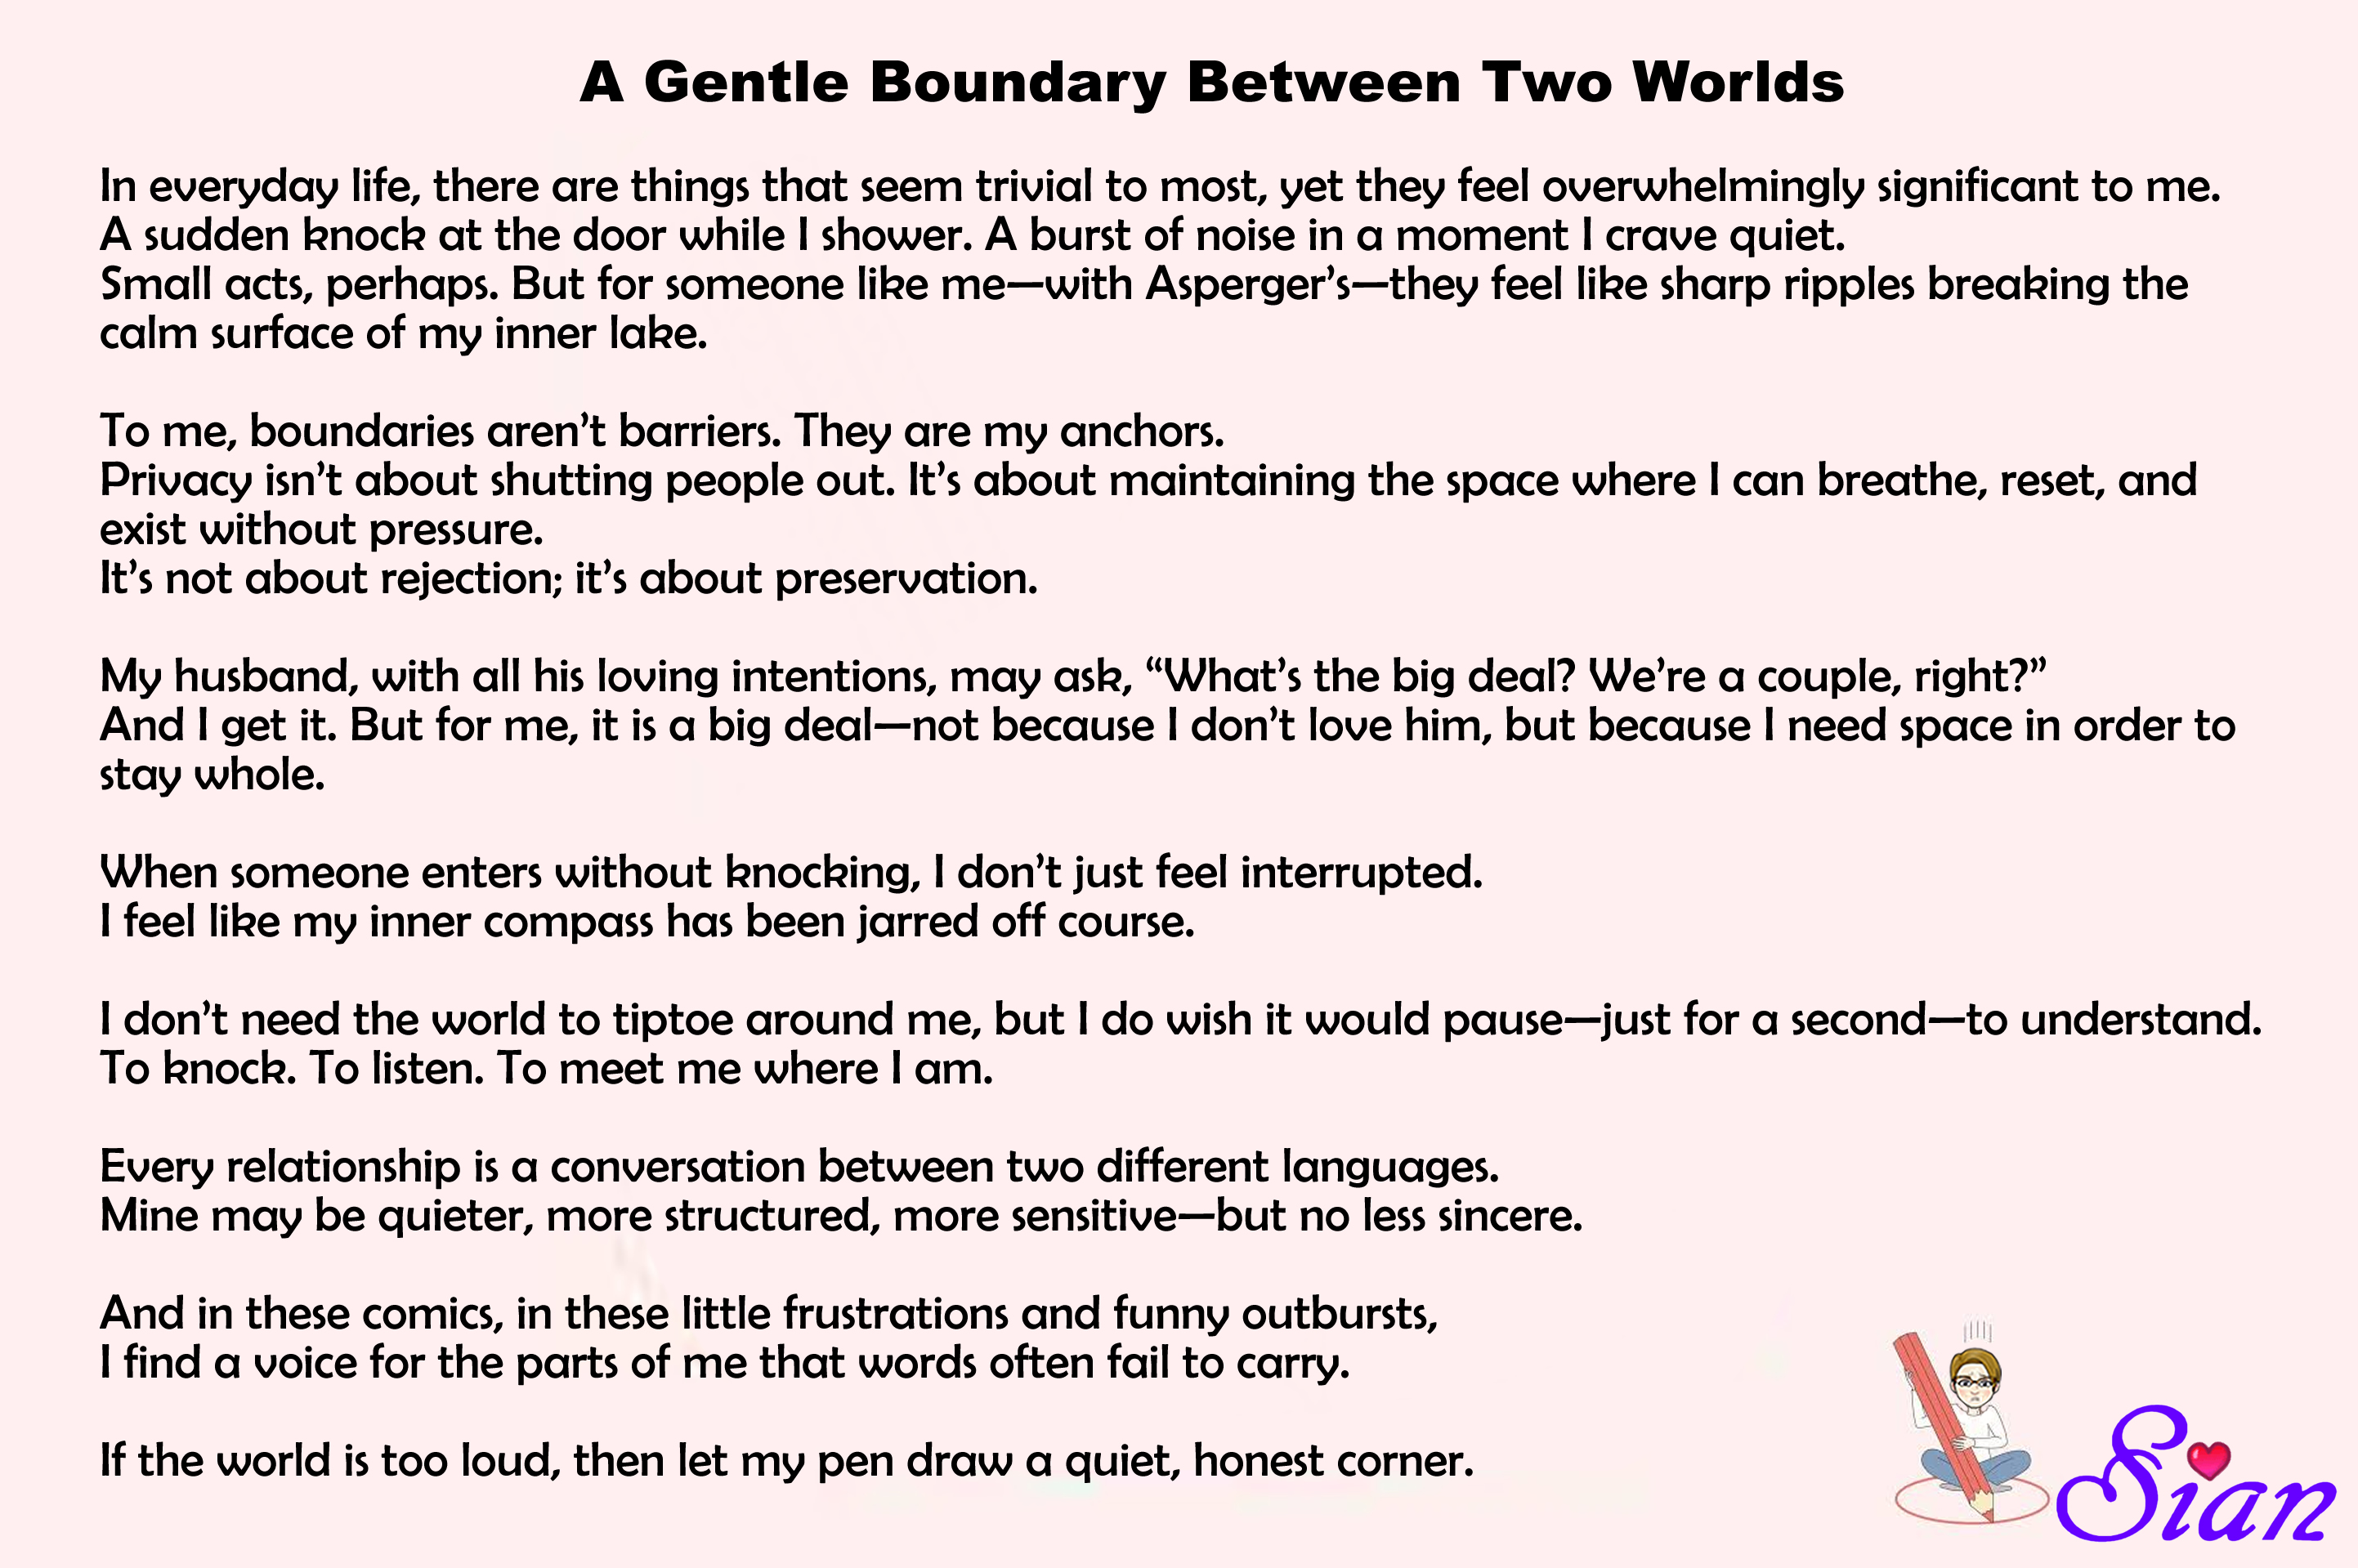 A Gentle Boundary Between Two Worlds
In everyday life, there are things that seem trivial to most, yet they feel overwhelmingly significant to me.
A sudden knock at the door while I shower. A burst of noise in a moment I crave quiet.
Small acts, perhaps. But for someone like me—with Asperger’s—they feel like sharp ripples breaking the
calm surface of my inner lake.
To me, boundaries aren’t barriers. They are my anchors.
Privacy isn’t about shutting people out. It’s about maintaining the space where I can breathe, reset, and
exist without pressure.
It’s not about rejection; it’s about preservation.
My husband, with all his loving intentions, may ask, “What’s the big deal? We’re a couple, right?”
And I get it. But for me, it is a big deal—not because I don’t love him, but because I need space in order to
stay whole.
When someone enters without knocking, I don’t just feel interrupted.
I feel like my inner compass has been jarred off course.
I don’t need the world to tiptoe around me, but I do wish it would pause—just for a second—to understand.
To knock. To listen. To meet me where I am.
Every relationship is a conversation between two different languages.
Mine may be quieter, more structured, more sensitive—but no less sincere.
And in these comics, in these little frustrations and funny outbursts,
I find a voice for the parts of me that words often fail to carry.
If the world is too loud, then let my pen draw a quiet, honest corner.
Sian